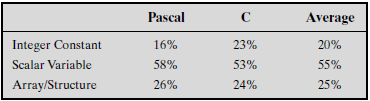 Pascal C Average
Integer Constant 16% 23% 20%
Scalar Variable 58% 53% 55%
Array/Structure 26% 24% 25%